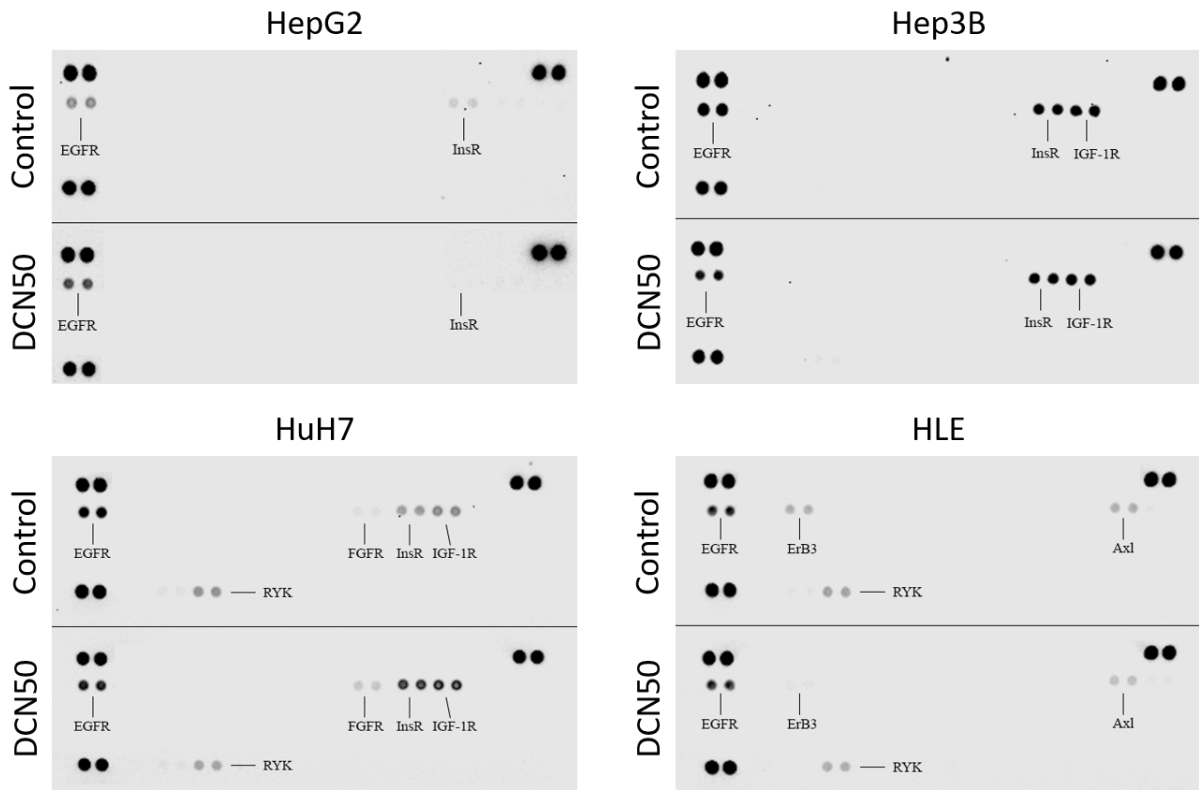 HepG2
Hep3B
Control
EGFR
InsR
Control
EGFR
InsR
IGF-1R
DCN50
EGFR
InsR
DCN50
EGFR
InsR
IGF-1R
HuH7
HLE
Control
EGFR
FGFR
InsR
IGF-1R
RYK
Control
EGFR
ErB3
Axl
RYK
DCN50
EGFR
FGFR
InsR
IGF-1R
RYK
DCN50
EGFR
ErB3
Axl
RYK